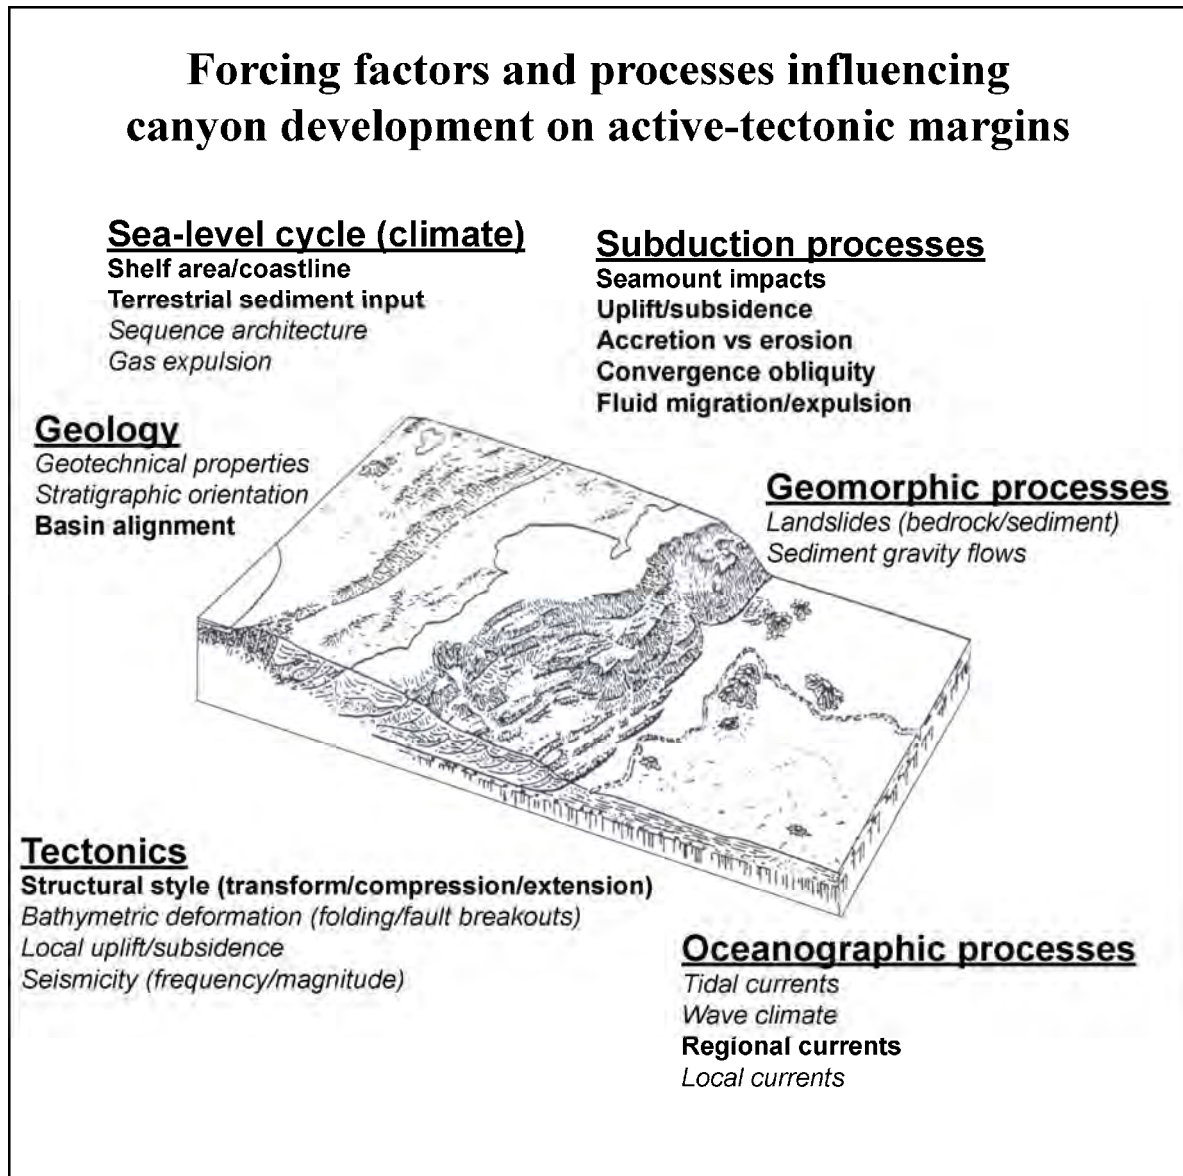 Forcing factors and processes influencing
canyon development on active-tectonic margins
Sea-level cycle (climate)
Shelf area/coastline
Terrestrial sediment input
Sequence architecture
Gas expulsion
Subduction processes
Seamount impacts
Uplift/subsidence
Accretion vs erosion
Convergence obliquity
Fluid migration/expulsion
Geology
Geotechnical properties
Stratigraphic orientation
Basin alignment
Geomorphic processes
Landslides (bedrock/sediment)
Sediment gravity flows
Tectonics
Structural style (transform/compression/extension)
Bathymetric deformation (folding/fault breakouts)
Local uplift/subsidence
Seismicity (frequency/magnitude)
Oceanographic processes
Tidal currents
Wave climate
Regional currents
Local currents